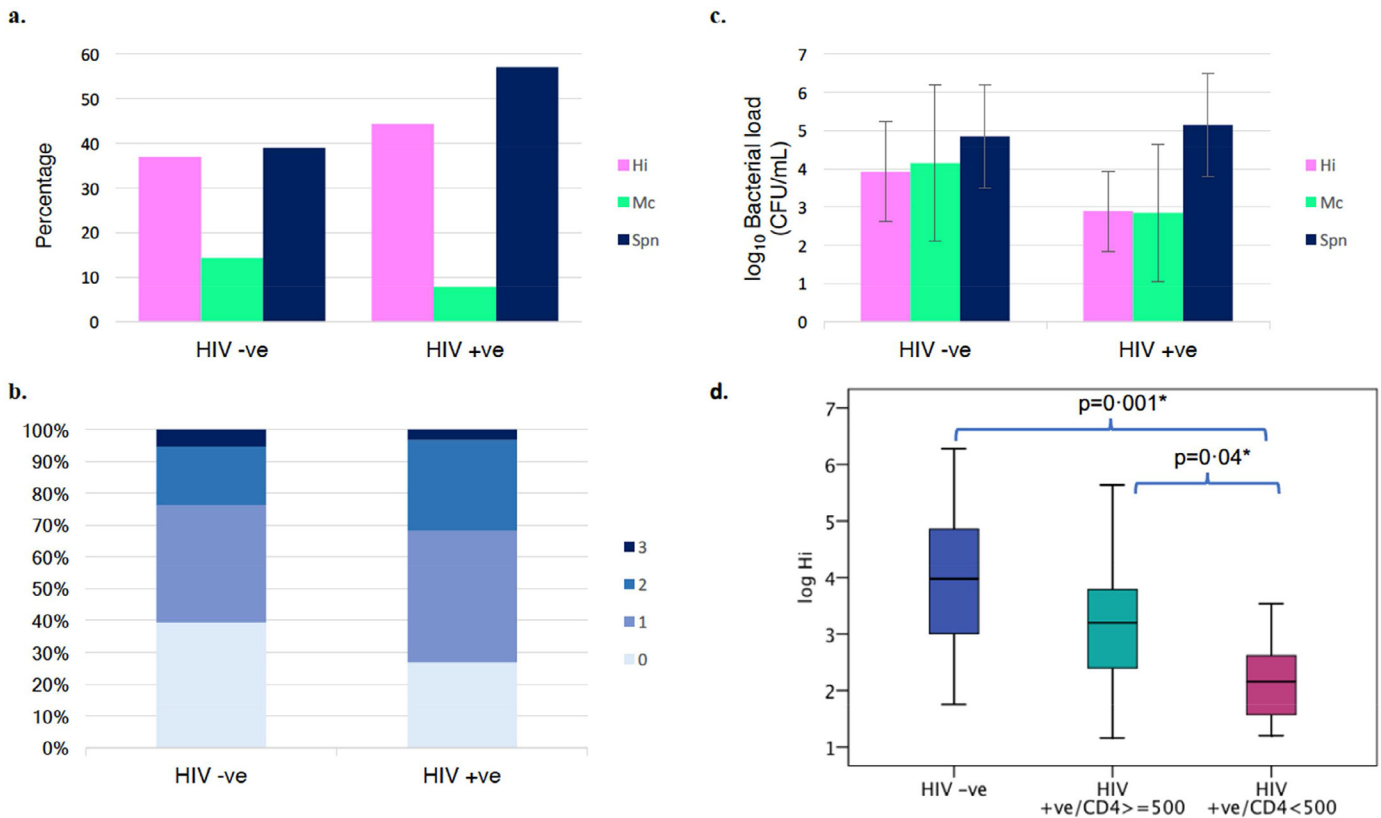 a.
60
50
40
30
20
10
0
Percentage
HIV -ve
HIV +ve
Hi
Mc
Spn
b.
100%
90%
80%
70%
60%
50%
40%
30%
20%
10%
0%
HIV -ve
HIV +ve
3
2
1
0
c.
7
6
5
4
3
2
1
0
log₁₀ Bacterial load
(CFU/mL)
HIV -ve
HIV +ve
Hi
Mc
Spn
d.
7
6
5
4
3
2
1
log Hi
p=0·001*
p=0·04*
HIV -ve
HIV
+ve/CD4>=500
HIV
+ve/CD4<500